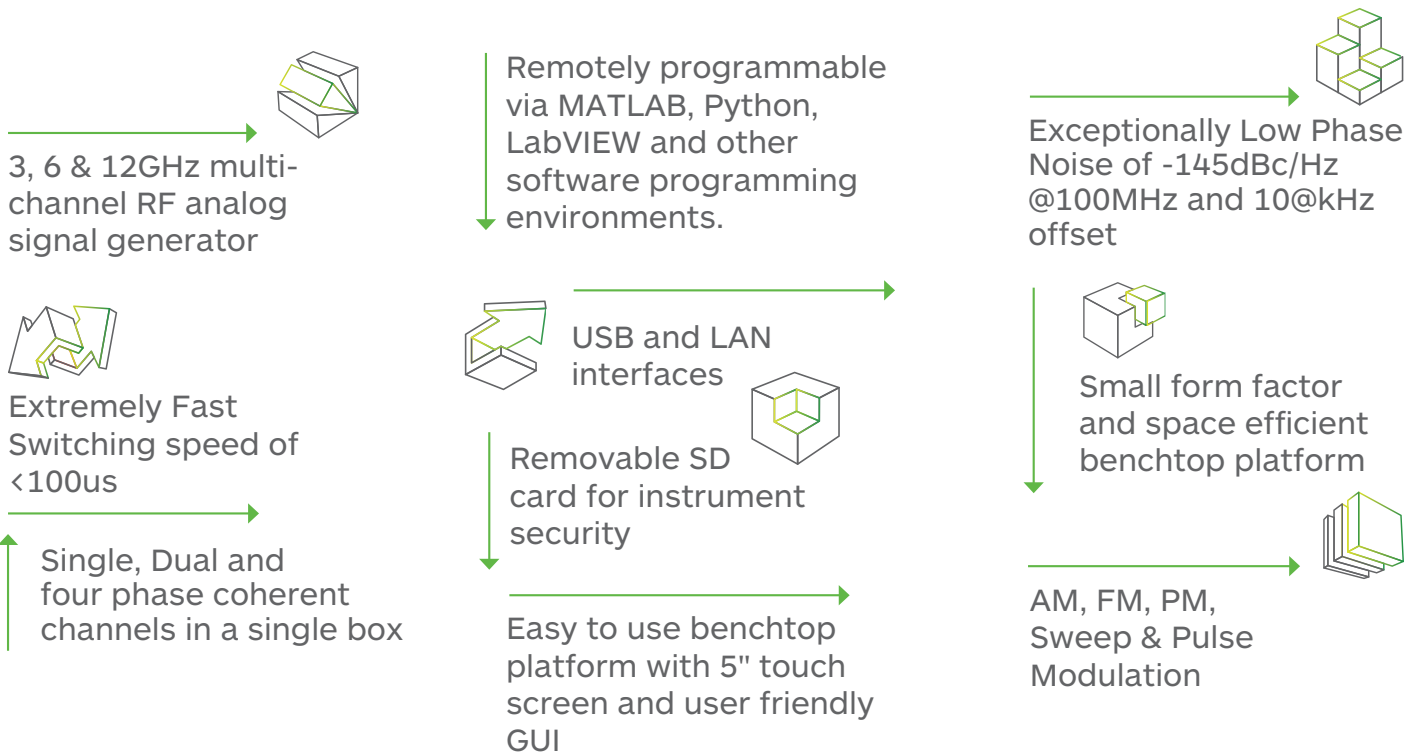 3, 6 & 12GHz multi-
channel RF analog
signal generator
Extremely Fast
Switching speed of
<100us
Single, Dual and
four phase coherent
channels in a single box
Remotely programmable
via MATLAB, Python,
LabVIEW and other
software programming
environments.
USB and LAN
interfaces
Removable SD
card for instrument
security
Easy to use benchtop
platform with 5" touch
screen and user friendly
GUI
Exceptionally Low Phase
Noise of -145dBc/Hz
@100MHz and 10@kHz
offset
Small form factor
and space efficient
benchtop platform
AM, FM, PM,
Sweep & Pulse
Modulation